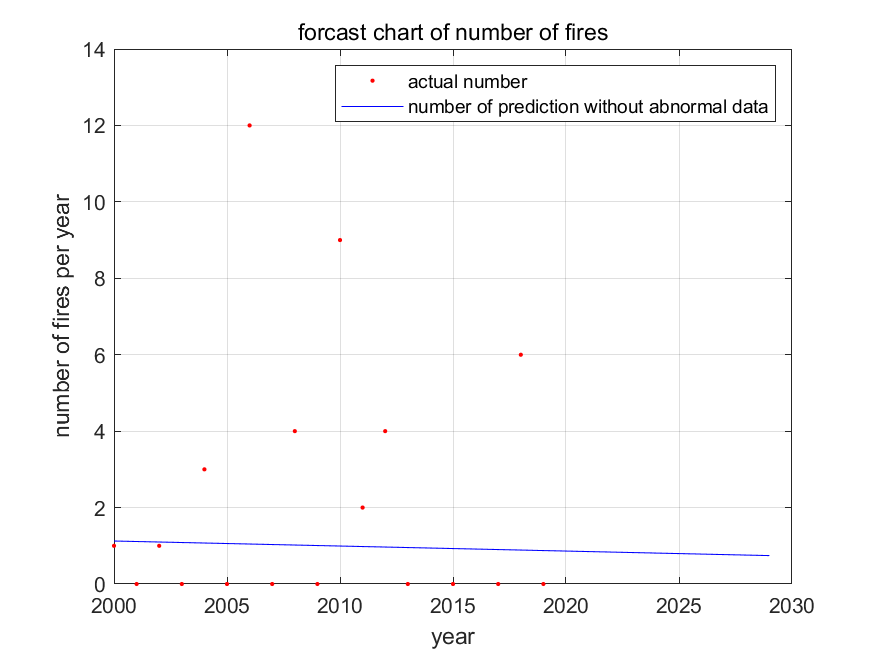 forcast chart of number of fires
actual number
number of prediction without abnormal data
number of fires per year
14
12
10
8
6
4
2
0
2000 2005 2010 2015 2020 2025 2030
year